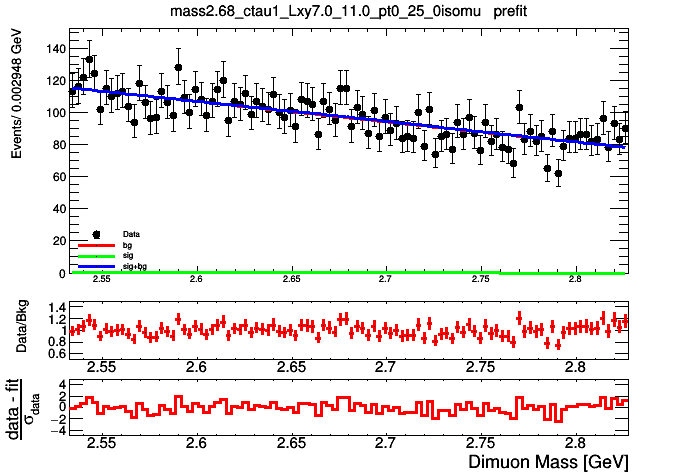 mass2.68_ctau1_Lxy7.0_11.0_pt0_25_0isomu prefit
Events/ 0.002948 GeV
140
120
100
80
60
40
20
0
Data
bg
sig
sig+bg
2.55 2.6 2.65 2.7 2.75 2.8
Data/Bkg
1.4
1.2
1
0.8
0.6
2.55 2.6 2.65 2.7 2.75 2.8
data - fit
σdata
4
2
0
−2
−4
2.55 2.6 2.65 2.7 2.75 2.8
Dimuon Mass [GeV]